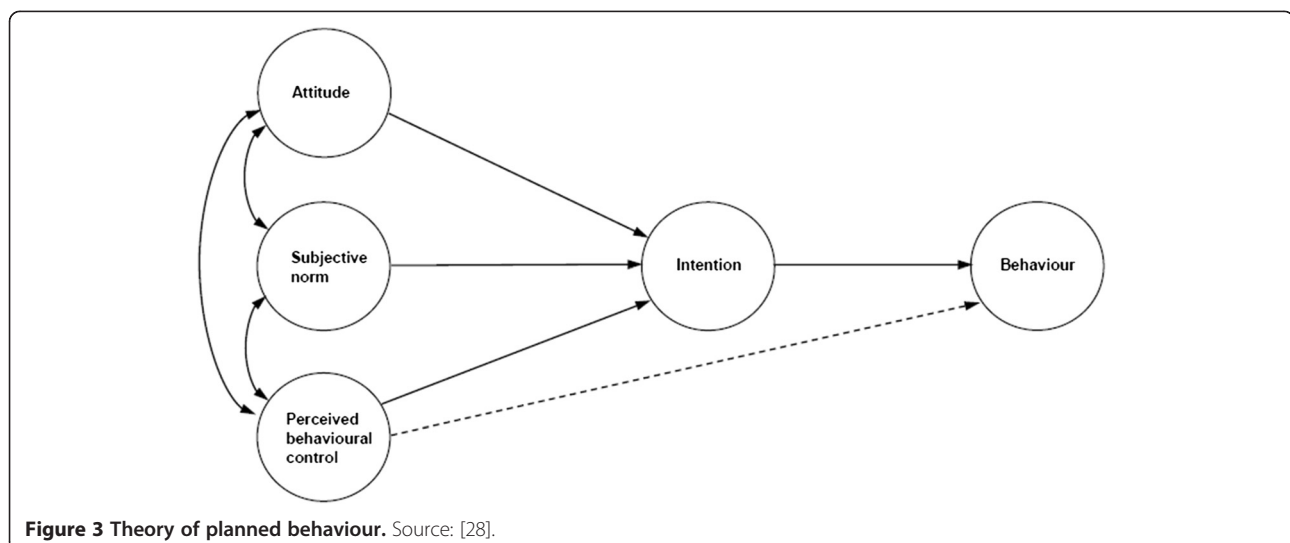 Attitude
Subjective
norm
Intention
Behaviour
Perceived
behavioural
control
Figure 3 Theory of planned behaviour. Source: [28].